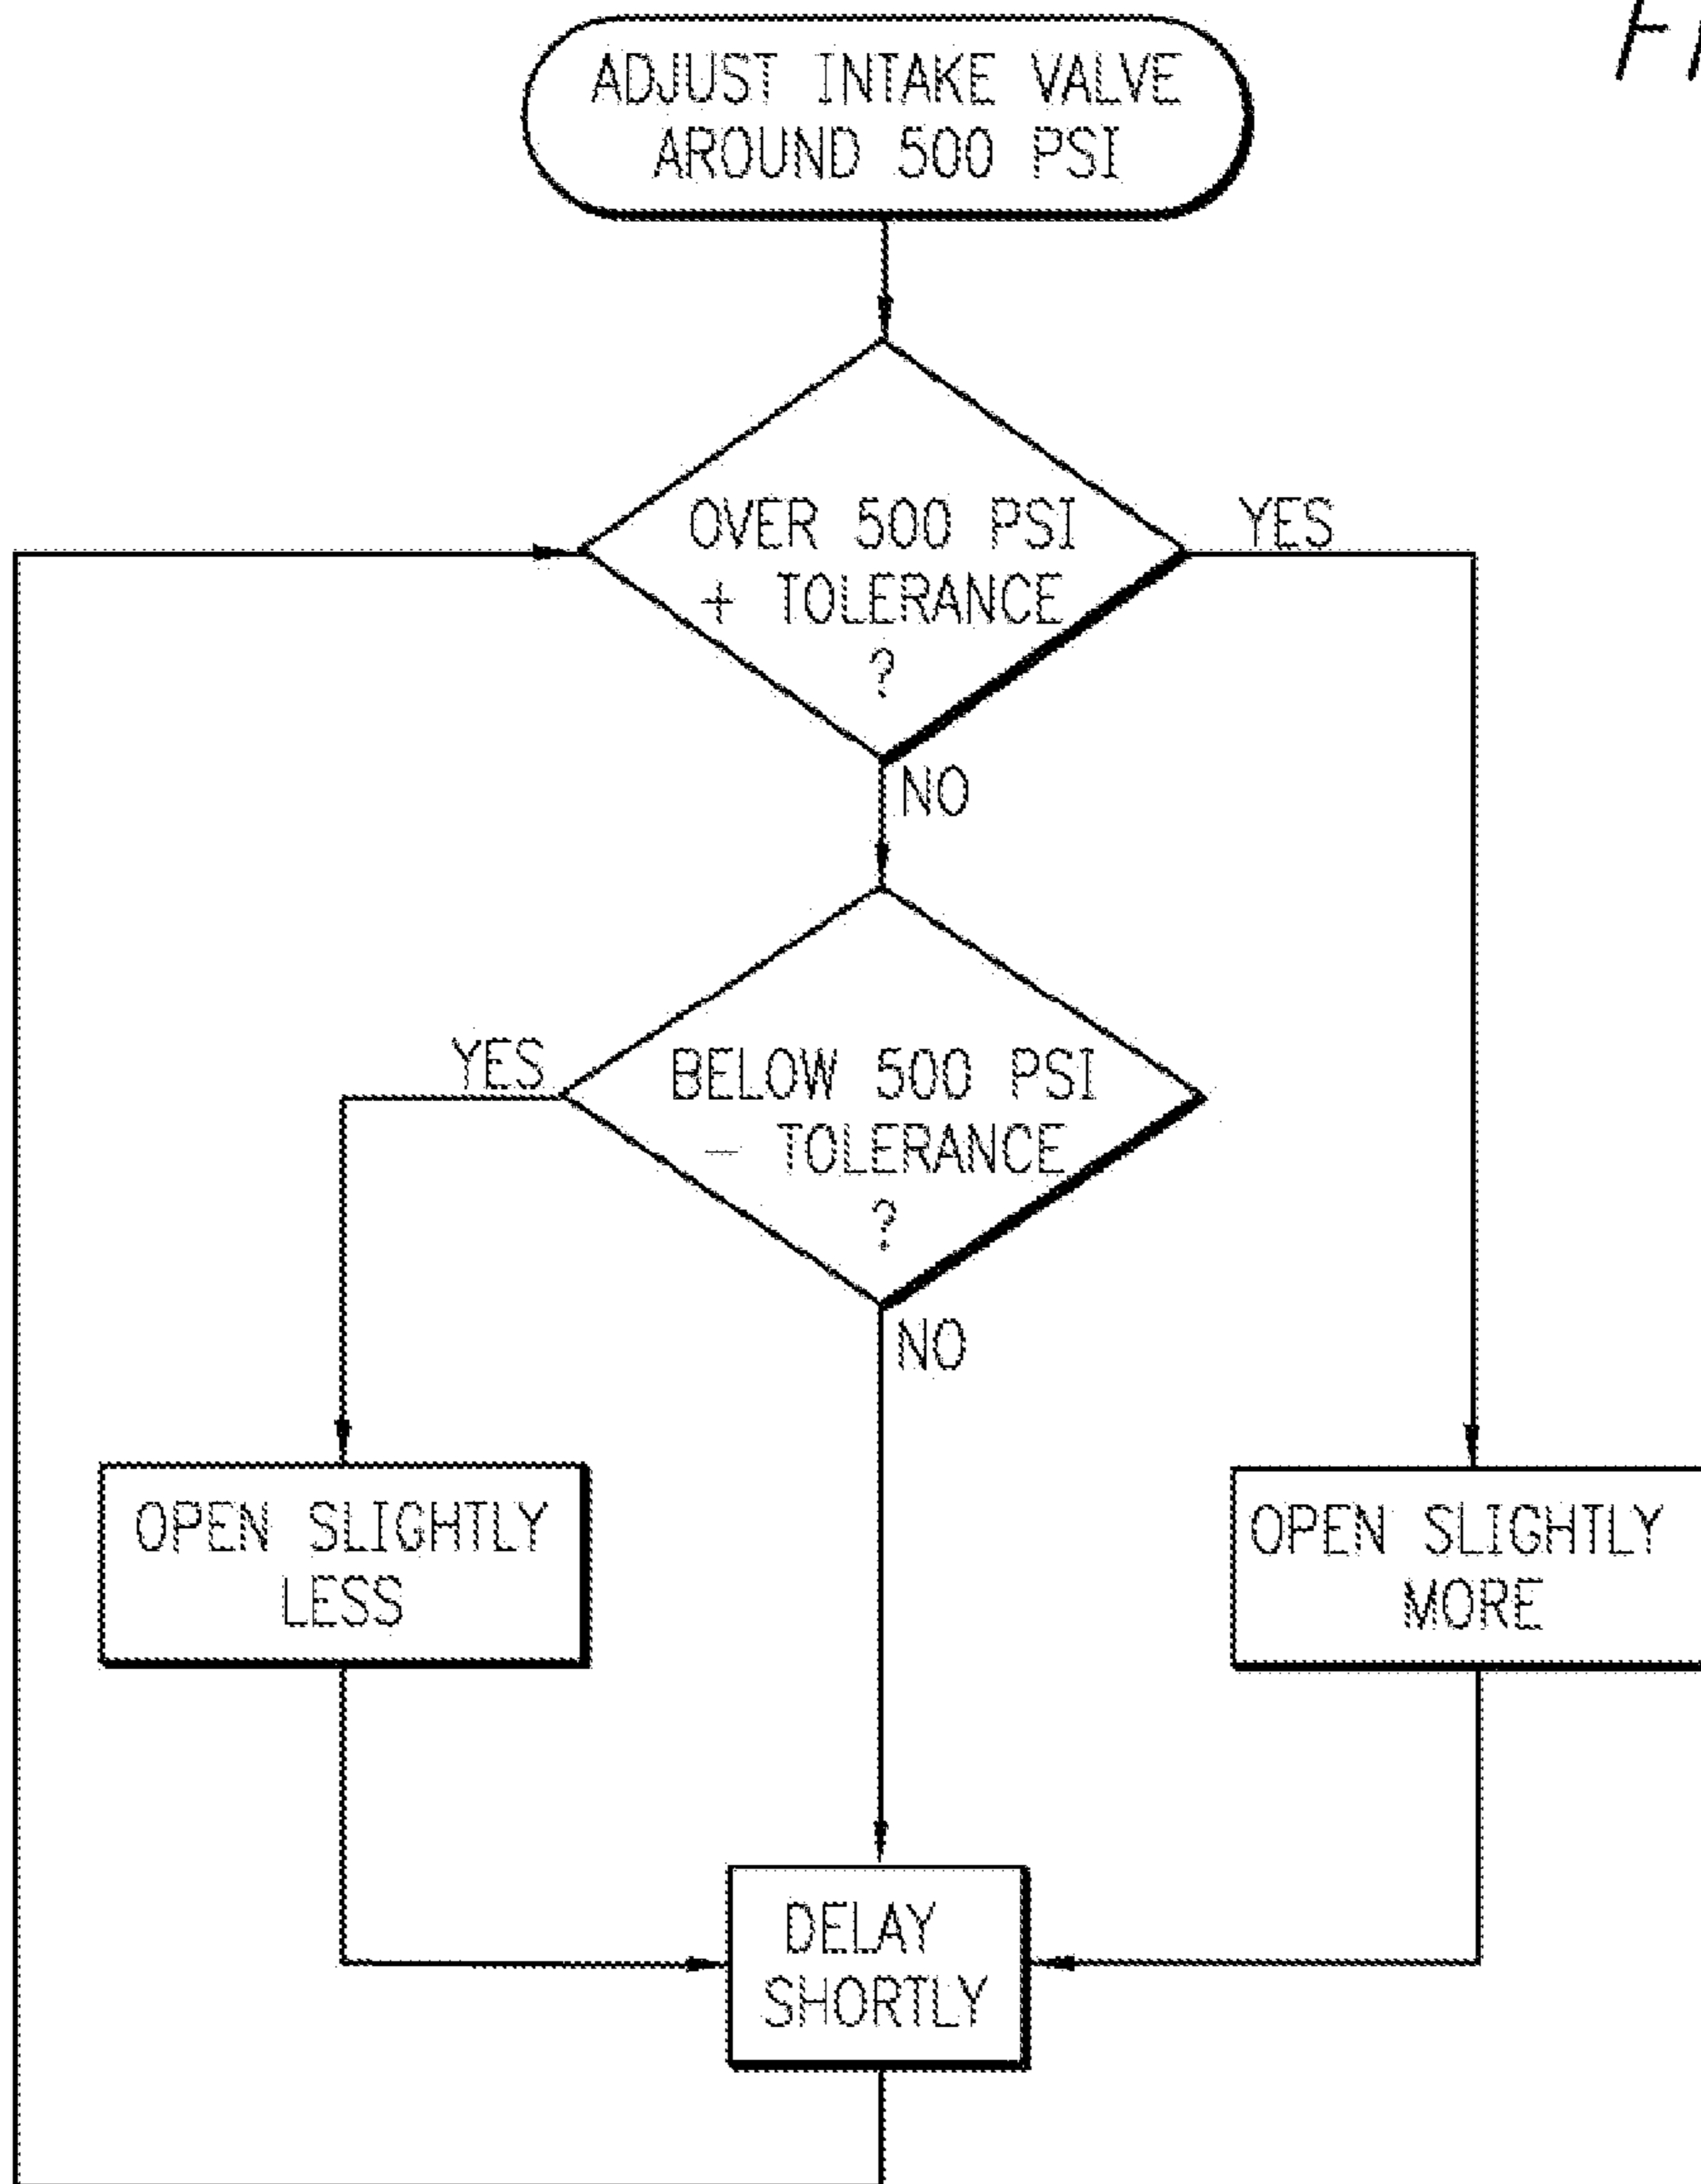 ADJUST INTAKE VALVE
AROUND 500 PSI
OVER 500 PSI
+ TOLERANCE
?
YES
NO
BELOW 500 PSI
- TOLERANCE
?
YES
NO
OPEN SLIGHTLY
LESS
OPEN SLIGHTLY
MORE
DELAY
SHORTLY